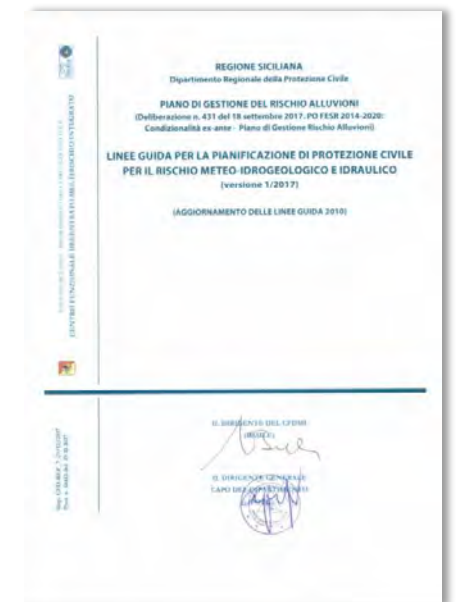 REGIONE SICILIANA
Dipartimento Regionale della Protezione Civile
PIANO DI GESTIONE DEL RISCHIO ALLUVIONI
(Deliberazione n. 431 del 18 settembre 2017. PO FESR 2014-2020:
Condizionalità ex-ante - Piano di Gestione Rischio Alluvioni)
LINEE GUIDA PER LA PIANIFICAZIONE DI PROTEZIONE CIVILE
PER IL RISCHIO METEO-IDROGEOLOGICO E IDRAULICO
(versione 1/2017)
(AGGIORNAMENTO DELLE LINEE GUIDA 2010)
CENTRO FUNZIONALE DECENTRATO MULTIRISCHIO INTEGRATO
IL DIRIGENTE DEL CFDMI
IL DIRIGENTE GENERALE
CAPO DEL DIPARTIMENTO